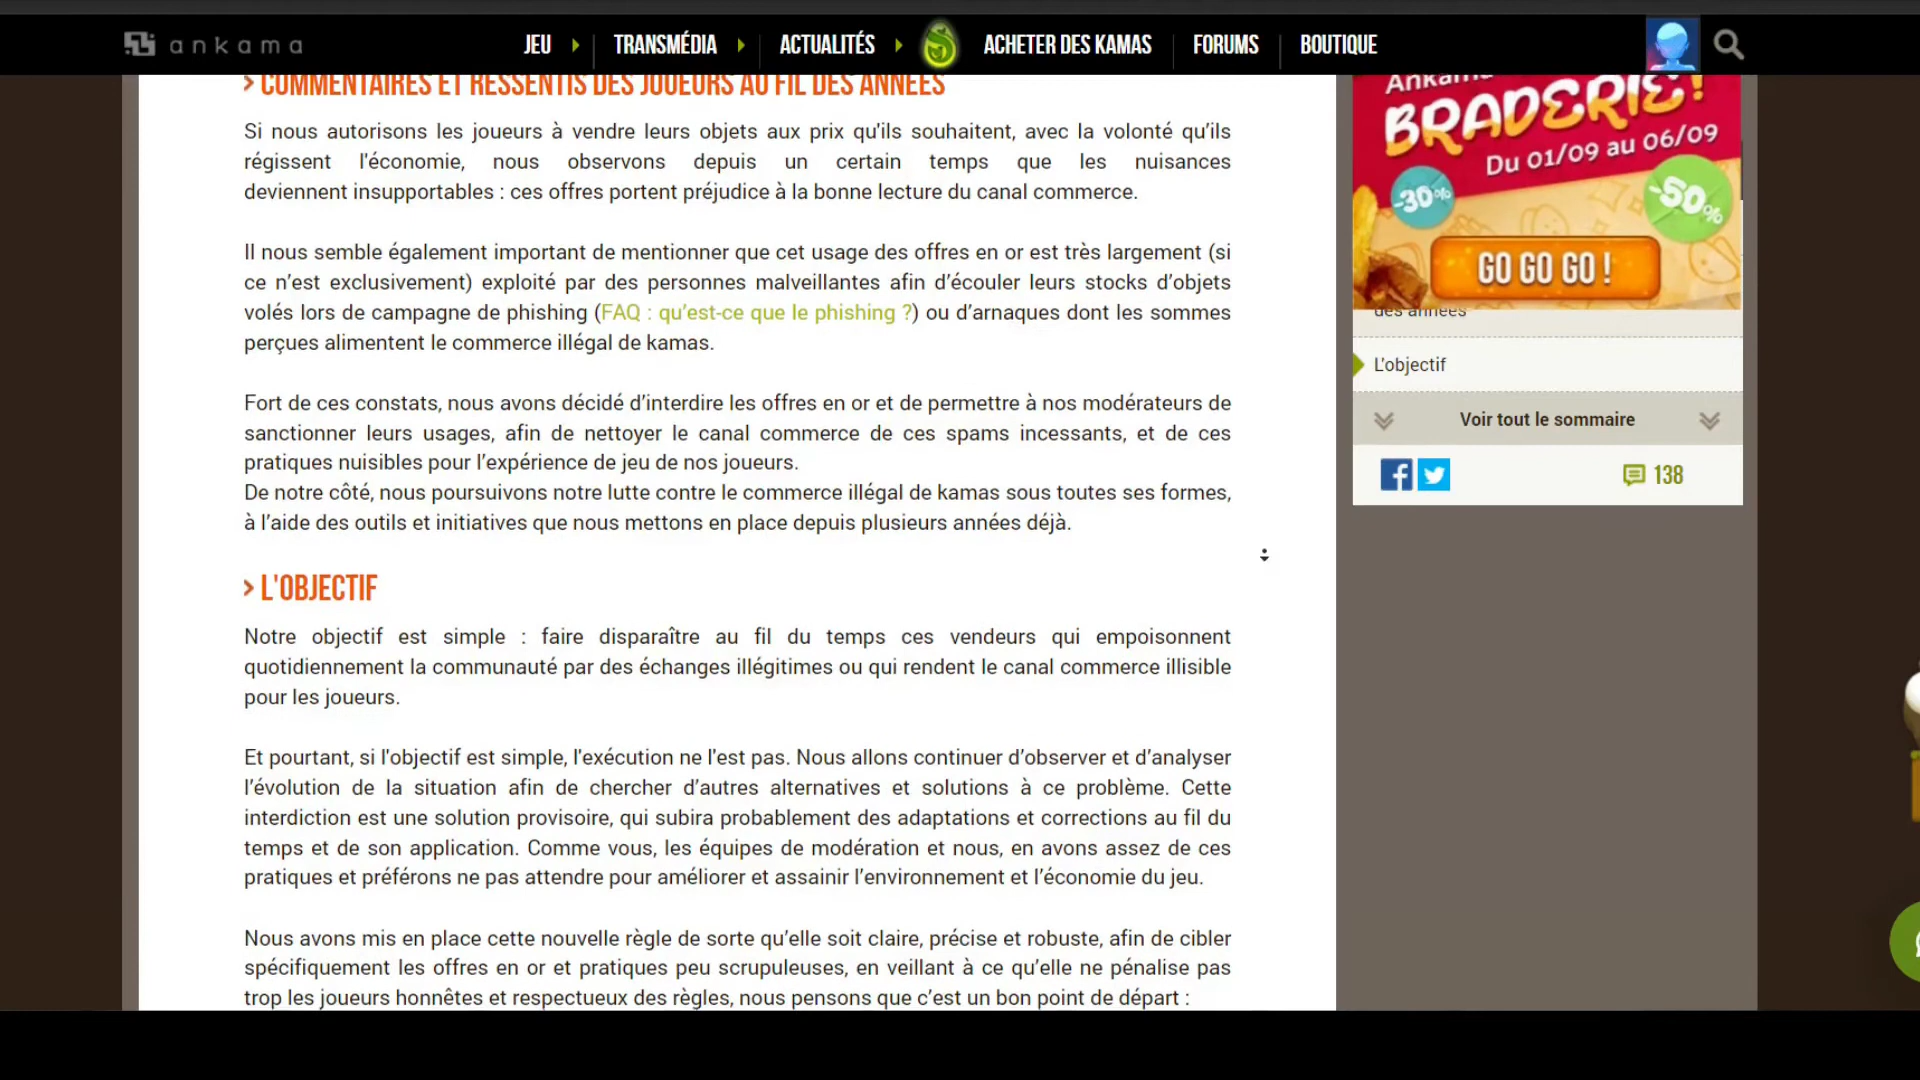 ankama
JEU
TRANSMÉDIA
ACTUALITÉS
ACHETER DES KAMAS
FORUMS
BOUTIQUE
COMMENTAIRES ET RESSENTIS DES JOUEURS AU FIL DES ANNÉES
Si nous autorisons les joueurs à vendre leurs objets aux prix qu'ils souhaitent, avec la volonté qu’ils
régissent l'économie, nous observons depuis un certain temps que les nuisances
deviennent insupportables : ces offres portent préjudice à la bonne lecture du canal commerce.
Il nous semble également important de mentionner que cet usage des offres en or est très largement (si
ce n’est exclusivement) exploité par des personnes malveillantes afin d’écouler leurs stocks d’objets
volés lors de campagne de phishing (FAQ : qu’est-ce que le phishing ?) ou d’arnaques dont les sommes
perçues alimentent le commerce illégal de kamas.
Fort de ces constats, nous avons décidé d’interdire les offres en or et de permettre à nos modérateurs de
sanctionner leurs usages, afin de nettoyer le canal commerce de ces spams incessants, et de ces
pratiques nuisibles pour l’expérience de jeu de nos joueurs.
De notre côté, nous poursuivons notre lutte contre le commerce illégal de kamas sous toutes ses formes,
à l’aide des outils et initiatives que nous mettons en place depuis plusieurs années déjà.
L'OBJECTIF
Notre objectif est simple : faire disparaître au fil du temps ces vendeurs qui empoisonnent
quotidiennement la communauté par des échanges illégitimes ou qui rendent le canal commerce illisible
pour les joueurs.
Et pourtant, si l'objectif est simple, l'exécution ne l'est pas. Nous allons continuer d’observer et d’analyser
l’évolution de la situation afin de chercher d’autres alternatives et solutions à ce problème. Cette
interdiction est une solution provisoire, qui subira probablement des adaptations et corrections au fil du
temps et de son application. Comme vous, les équipes de modération et nous, en avons assez de ces
pratiques et préférons ne pas attendre pour améliorer et assainir l’environnement et l’économie du jeu.
Nous avons mis en place cette nouvelle règle de sorte qu’elle soit claire, précise et robuste, afin de cibler
spécifiquement les offres en or et pratiques peu scrupuleuses, en veillant à ce qu’elle ne pénalise pas
trop les joueurs honnêtes et respectueux des règles, nous pensons que c’est un bon point de départ :
Ankama
BRADERIE!
Du 01/09 au 06/09
-30%
-50%
GO GO GO !
des années
L'objectif
Voir tout le sommaire
138